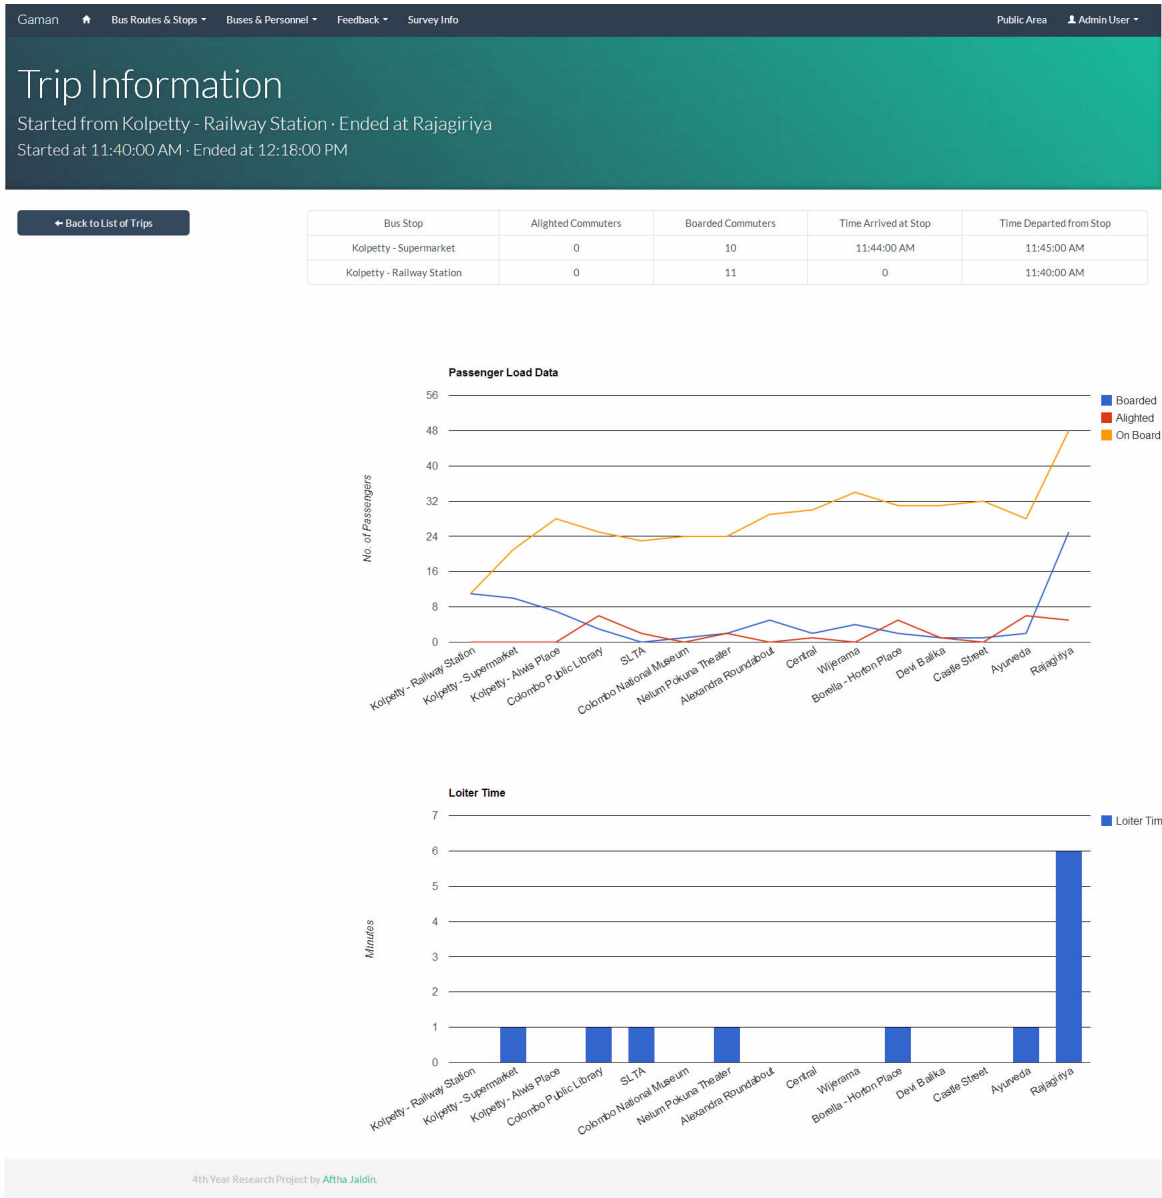 Gaman Bus Routes & Stops Buses & Personnel Feedback Survey Info Public Area Admin User
Trip Information
Started from Kolpetty - Railway Station · Ended at Rajagiriya
Started at 11:40:00 AM · Ended at 12:18:00 PM
Back to List of Trips
Bus Stop Alighted Commuters Boarded Commuters Time Arrived at Stop Time Departed from Stop
Kolpetty - Supermarket 0 10 11:44:00 AM 11:45:00 AM
Kolpetty - Railway Station 0 11 0 11:40:00 AM
Passenger Load Data
56
48
40
32
24
16
8
0
No. of Passengers
Boarded
Alighted
On Board
Kolpetty - Railway Station
Kolpetty - Supermarket
Kolpetty - Alwis Place
Colombo Public Library
SLTA
Colombo National Museum
Nelum Pokuna Theater
Alexandra Roundabout
Central
Wijerama
Borella - Horton Place
Devi Balika
Castle Street
Ayurveda
Rajagiriya
Loiter Time
7
6
5
4
3
2
1
0
Minutes
Loiter Tim
Kolpetty - Railway Station
Kolpetty - Supermarket
Kolpetty - Alwis Place
Colombo Public Library
SLTA
Colombo National Museum
Nelum Pokuna Theater
Alexandra Roundabout
Central
Wijerama
Borella - Horton Place
Devi Balika
Castle Street
Ayurveda
Rajagiriya
4th Year Research Project by Aftha Jaldin.